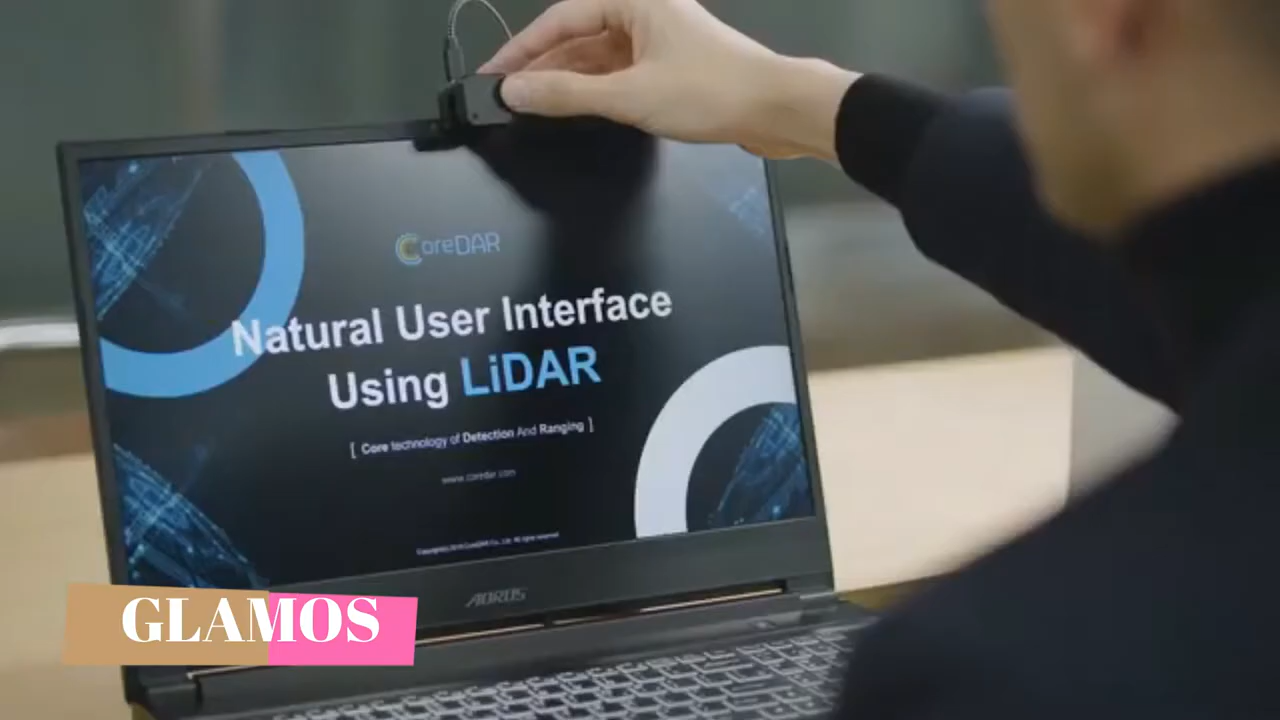 CoreDAR
Natural User Interface
Using LiDAR
[ Core technology of Detection And Ranging ]
www.coredar.com
AORUS
GLAMOS